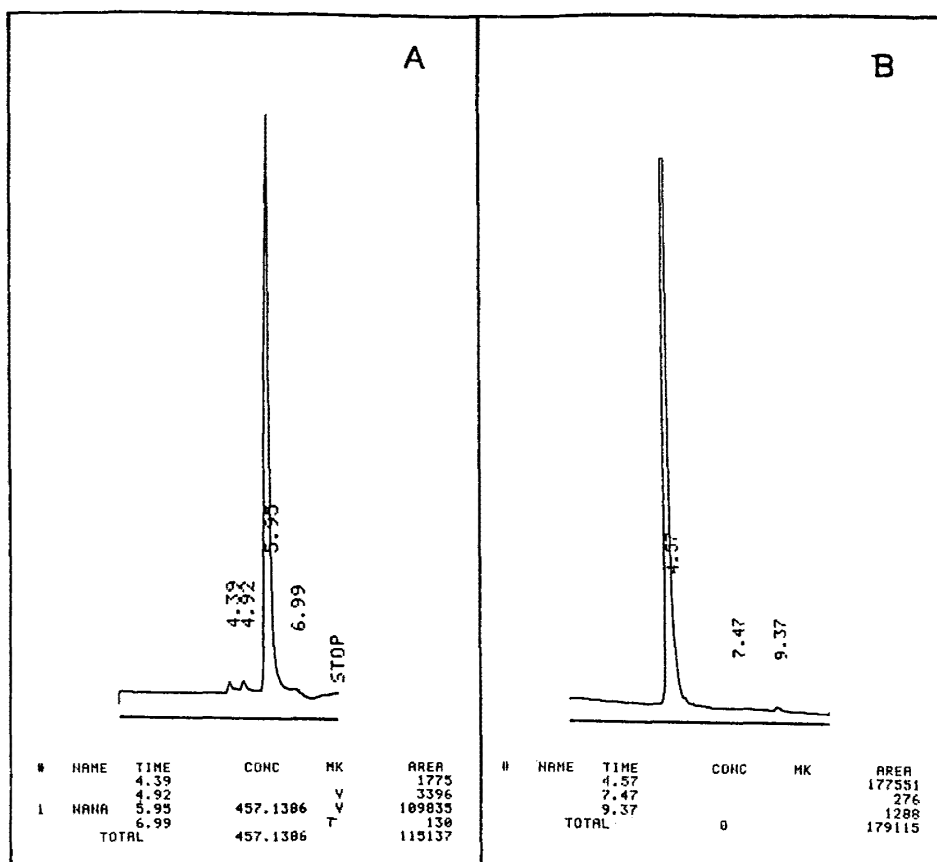 A
4.39
4.92
5.95
6.99
STOP
# NAME TIME CONC MK AREA
4.39 1775
4.92 V 3396
1 NANA 5.95 457.1306 V 109835
6.99 T 130
TOTAL 457.1306 115137
B
4.57
7.47
9.37
# NAME TIME CONC MK AREA
4.57 177551
7.47 276
9.37 1288
TOTAL 0 179115